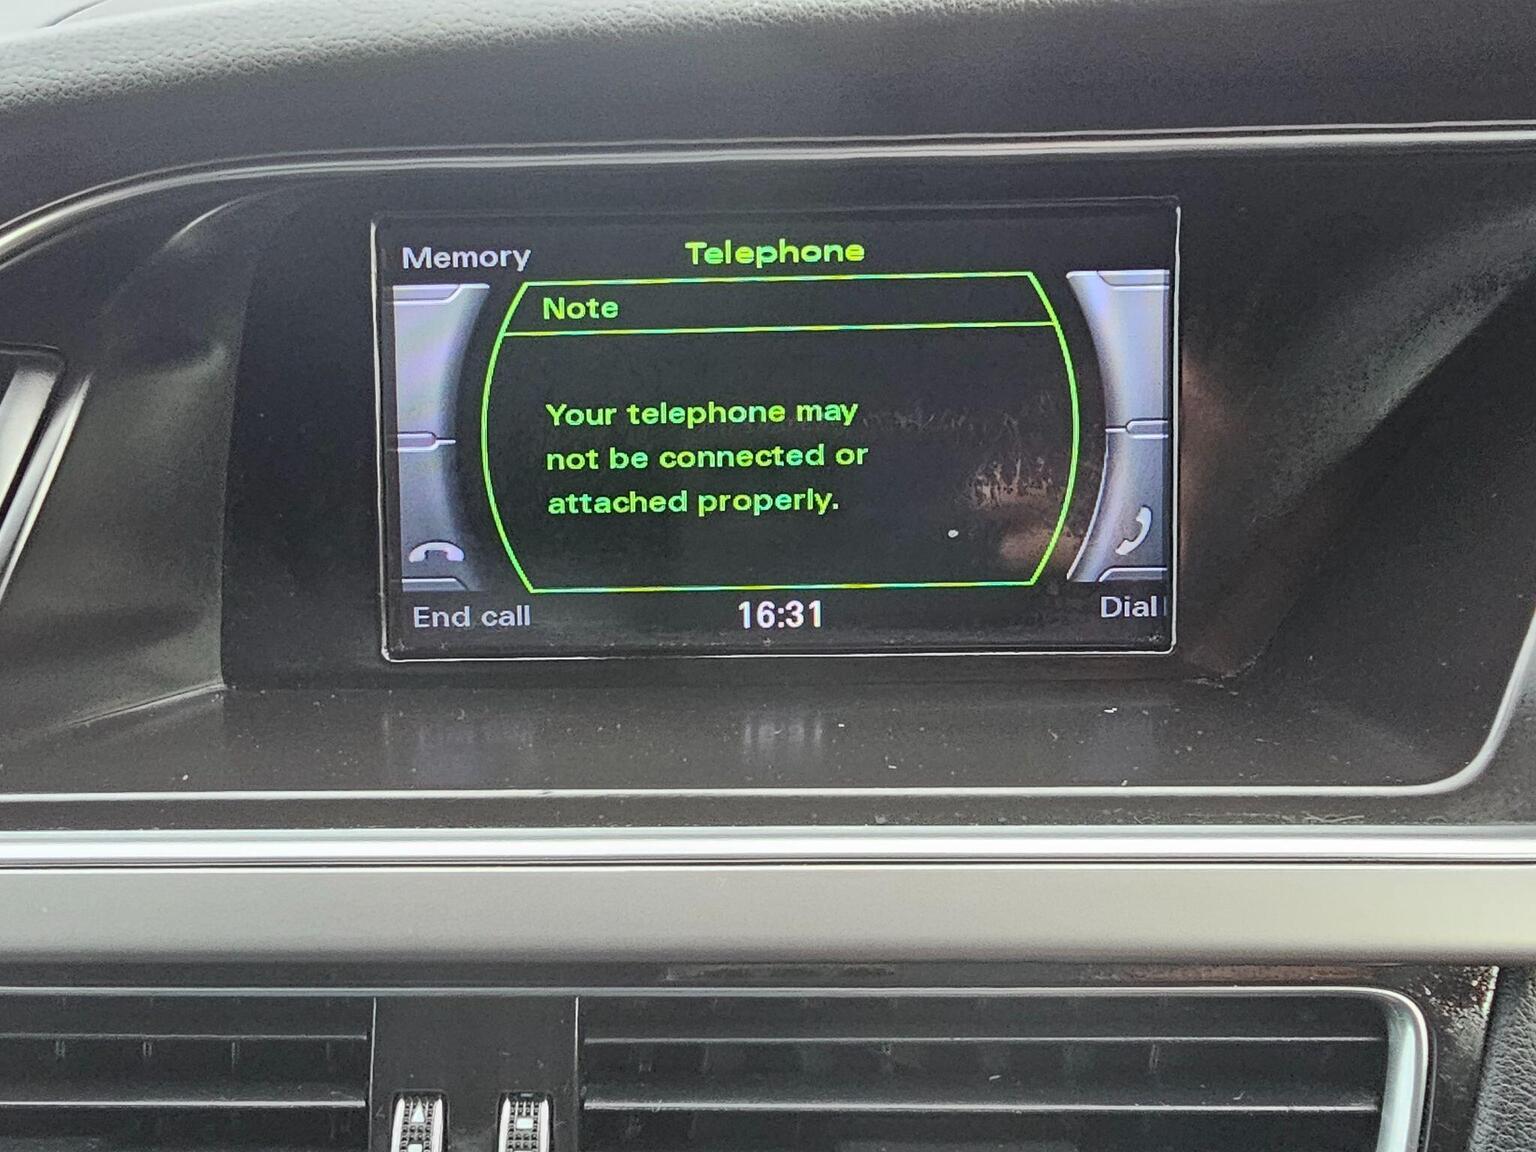 Memory
Telephone
Note
Your telephone may
not be connected or
attached properly.
End call
16:31
Dial